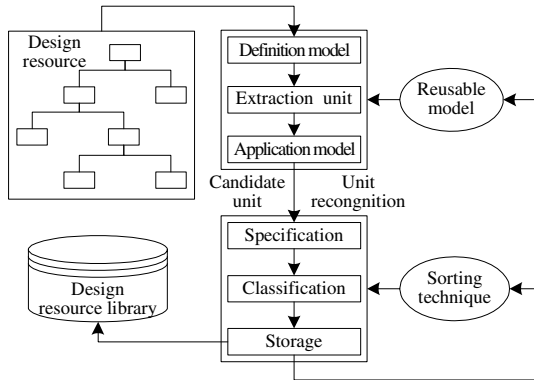 Design
resource
Definition model
Extraction unit
Application model
Reusable
model
Candidate
unit
Unit
recongnition
Specification
Classification
Storage
Sorting
technique
Design
resource library